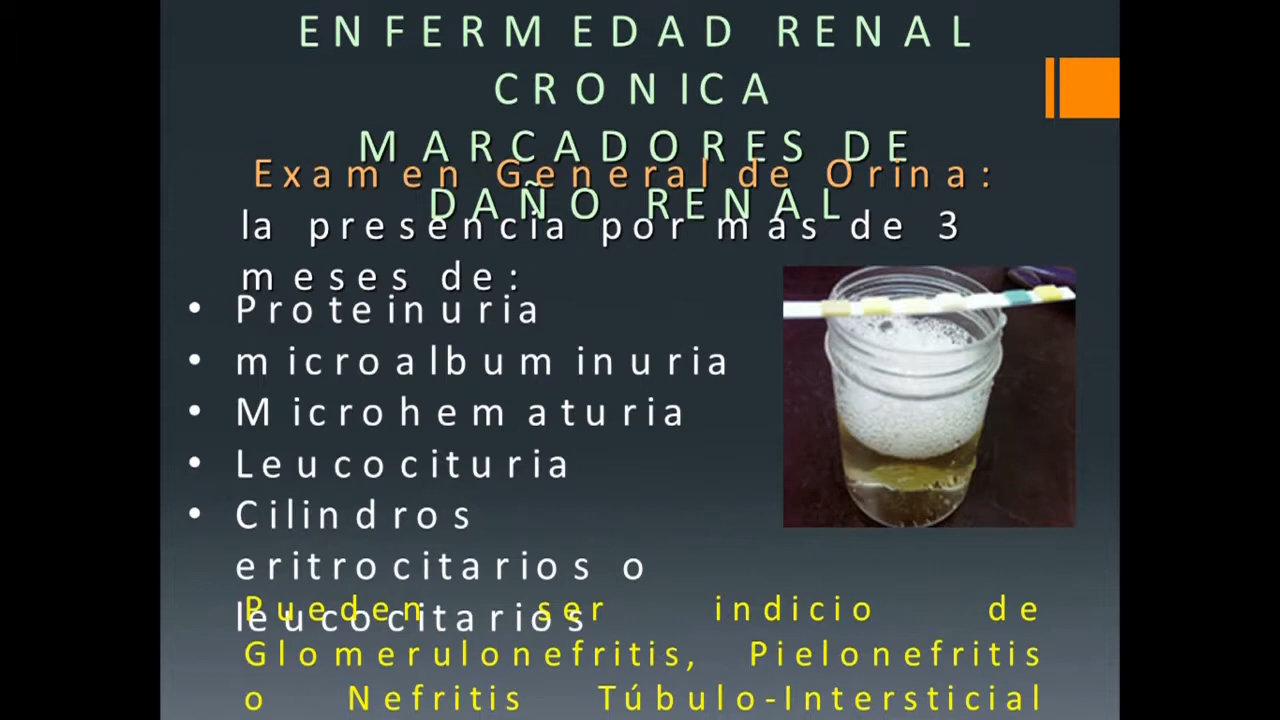 ENFERMEDAD RENAL
CRONICA
MARCADORES DE
DAÑO RENAL
Examen General de Orina:
la presencia por mas de 3
meses de:
• Proteinuria
• microalbuminuria
• Microhematuria
• Leucocituria
• Cilindros
eritrocitarios o
leucocitarios
Pueden ser indicio de
Glomerulonefritis, Pielonefritis
o Nefritis Túbulo-Intersticial